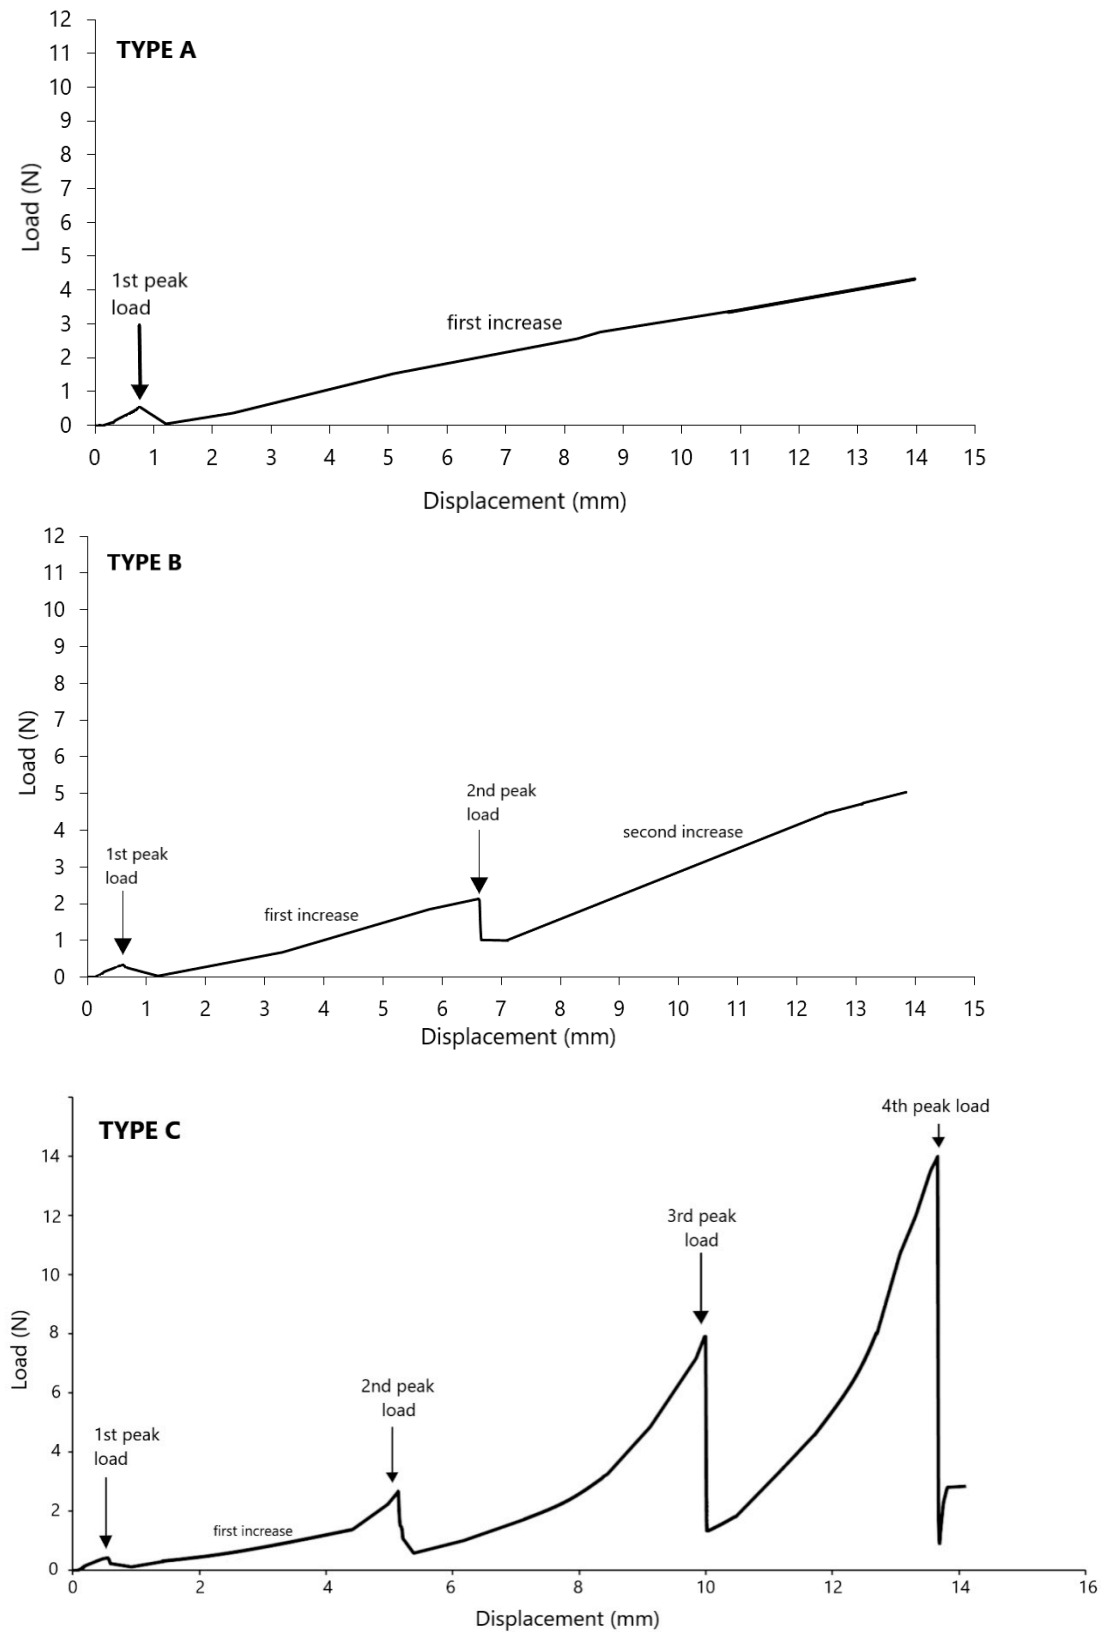 12
TYPE A
11
10
9
8
7
6
5
1st peak
load
4
3
first increase
2
1
0
Load (N)
0 1 2 3 4 5 6 7 8 9 10 11 12 13 14 15
Displacement (mm)
12
TYPE B
11
10
9
8
7
6
5
2nd peak
load
4
second increase
1st peak
load
3
2
first increase
1
0
Load (N)
0 1 2 3 4 5 6 7 8 9 10 11 12 13 14 15
Displacement (mm)
4th peak load
TYPE C
14
3rd peak
load
12
10
8
2nd peak
load
6
1st peak
load
4
2
first increase
0
Load (N)
0 2 4 6 8 10 12 14 16
Displacement (mm)